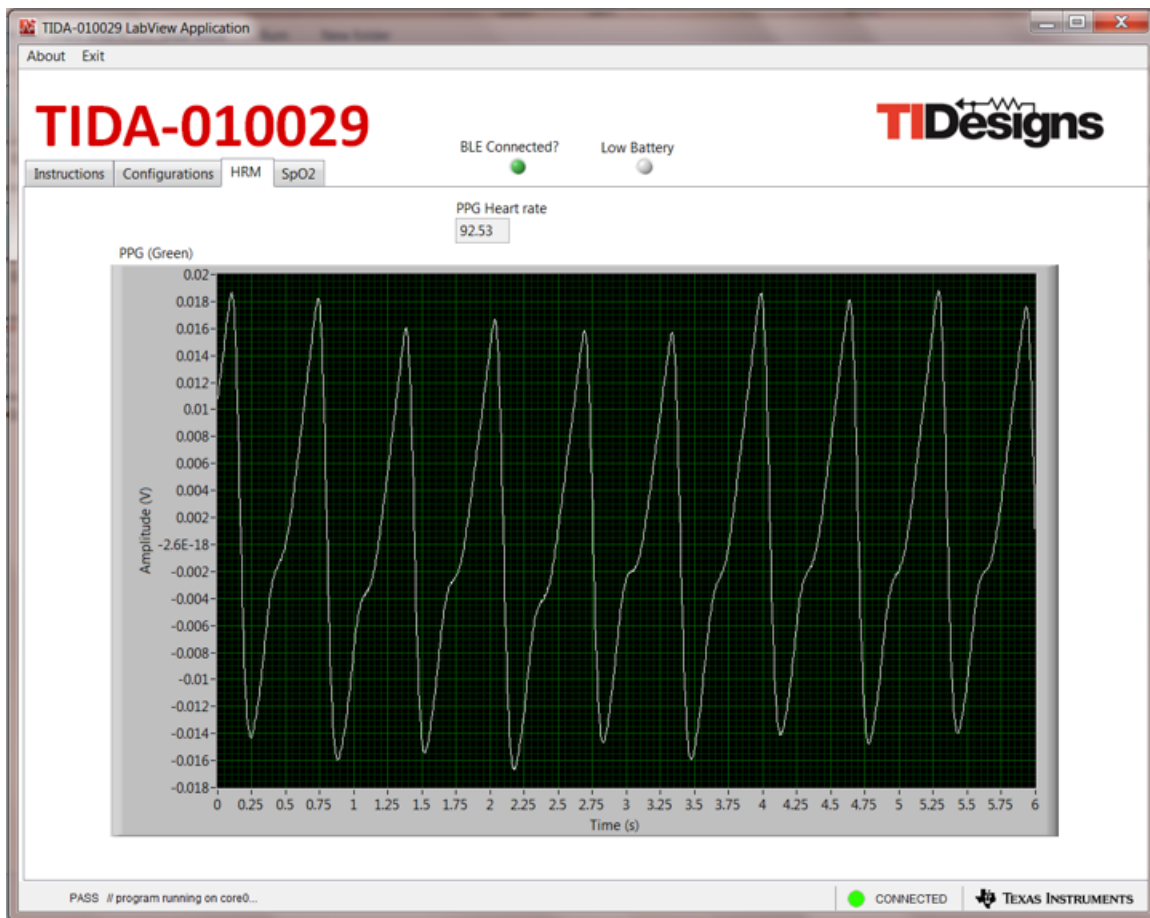 TIDA-010029 LabView Application
About Exit
TIDA-010029
TIDesigns
BLE Connected? Low Battery
Instructions Configurations HRM SpO2
PPG Heart rate
92.53
PPG (Green)
0.02
0.018
0.016
0.014
0.012
0.01
0.008
0.006
0.004
0.002
-2.6E-18
-0.002
-0.004
-0.006
-0.008
-0.01
-0.012
-0.014
-0.016
-0.018
Amplitude (V)
0 0.25 0.5 0.75 1 1.25 1.5 1.75 2 2.25 2.5 2.75 3 3.25 3.5 3.75 4 4.25 4.5 4.75 5 5.25 5.5 5.75 6
Time (s)
PASS // program running on core0... CONNECTED TEXAS INSTRUMENTS